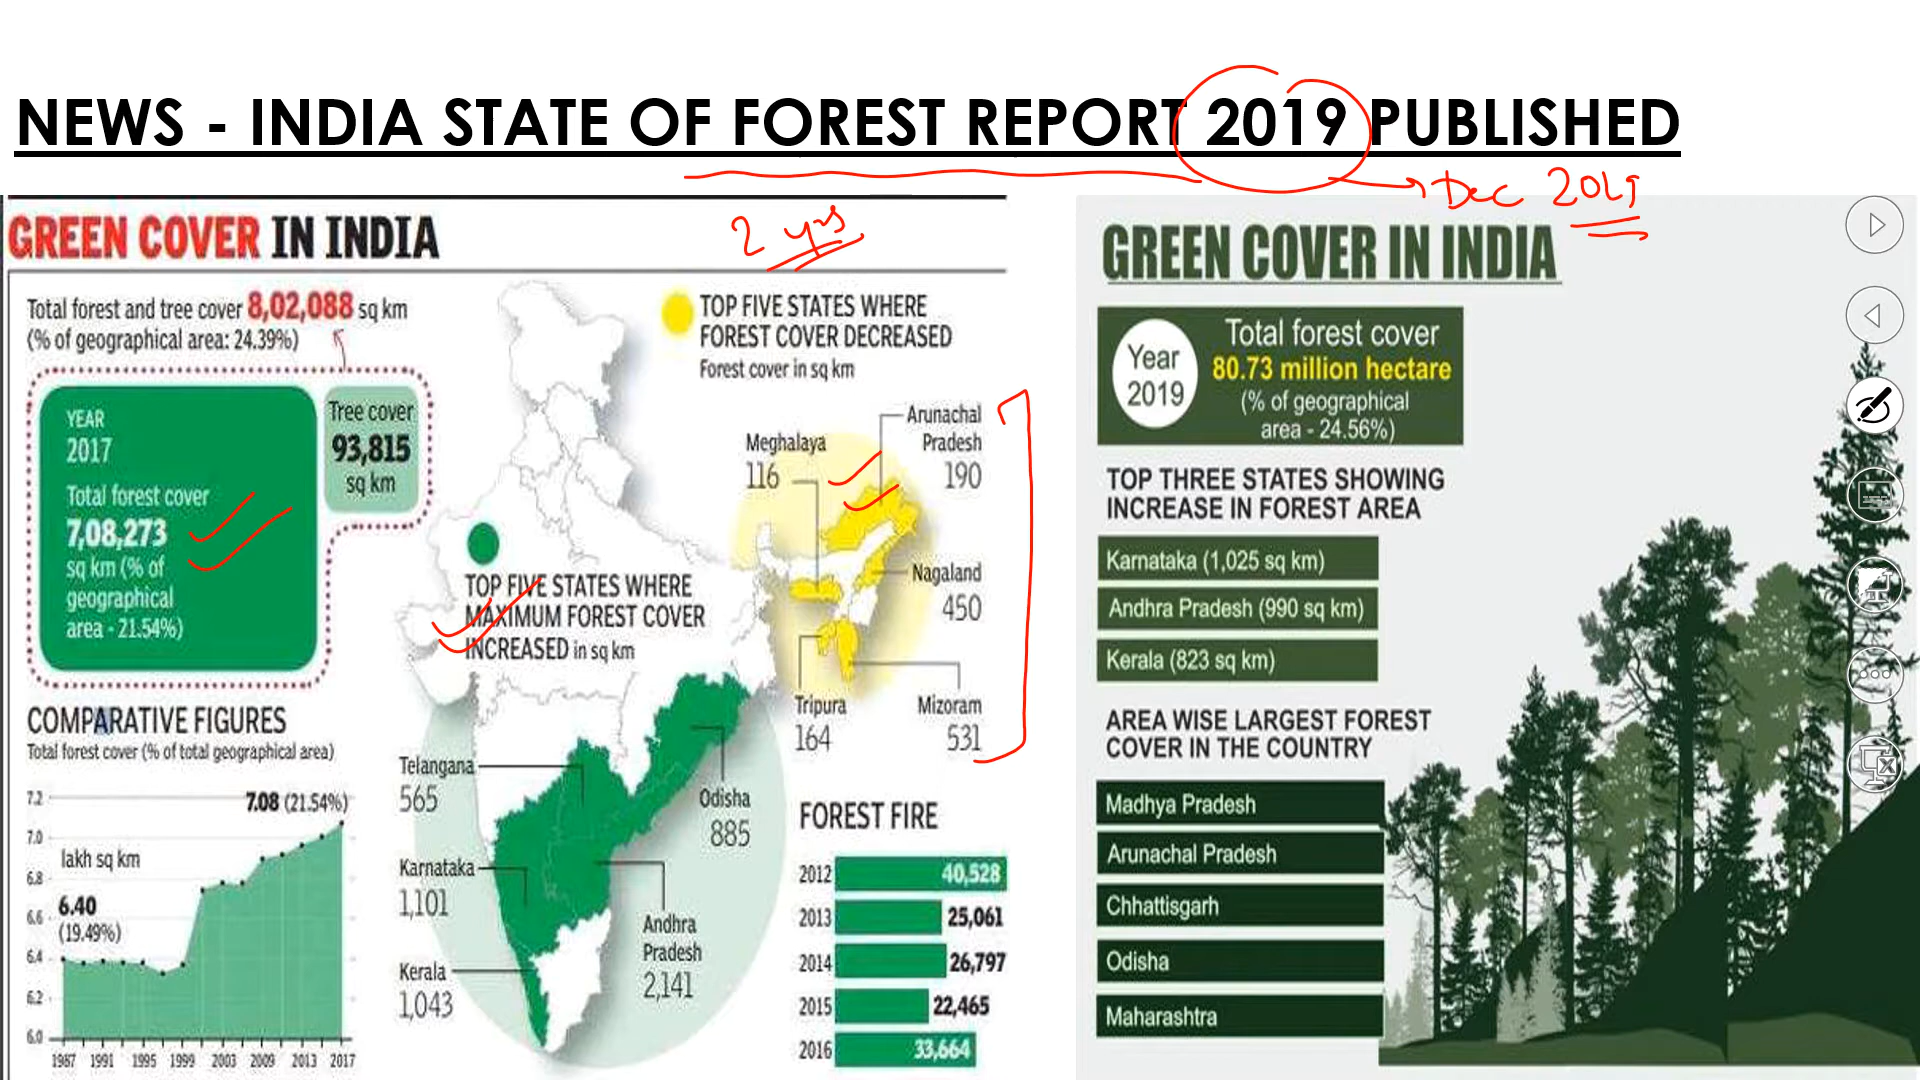 NEWS - INDIA STATE OF FOREST REPORT 2019 PUBLISHED
Dec 2019
2 yrs
GREEN COVER IN INDIA
Total forest and tree cover 8,02,088 sq km
(% of geographical area: 24.39%)
YEAR
2017
Total forest cover
7,08,273
sq km (% of
geographical
area - 21.54%)
Tree cover
93,815
sq km
COMPARATIVE FIGURES
Total forest cover (% of total geographical area)
7.2
7.0
6.8
6.6
6.4
6.2
6.0
7.08 (21.54%)
lakh sq km
6.40
(19.49%)
1987 1991 1995 1999 2003 2009 2013 2017
TOP FIVE STATES WHERE
MAXIMUM FOREST COVER
INCREASED in sq km
Telangana
565
Karnataka
1,101
Kerala
1,043
Odisha
885
Andhra
Pradesh
2,141
TOP FIVE STATES WHERE
FOREST COVER DECREASED
Forest cover in sq km
Arunachal
Pradesh
190
Meghalaya
116
Nagaland
450
Tripura
164
Mizoram
531
FOREST FIRE
2012 40,528
2013 25,061
2014 26,797
2015 22,465
2016 33,664
GREEN COVER IN INDIA
Year
2019
Total forest cover
80.73 million hectare
(% of geographical
area - 24.56%)
TOP THREE STATES SHOWING
INCREASE IN FOREST AREA
Karnataka (1,025 sq km)
Andhra Pradesh (990 sq km)
Kerala (823 sq km)
AREA WISE LARGEST FOREST
COVER IN THE COUNTRY
Madhya Pradesh
Arunachal Pradesh
Chhattisgarh
Odisha
Maharashtra